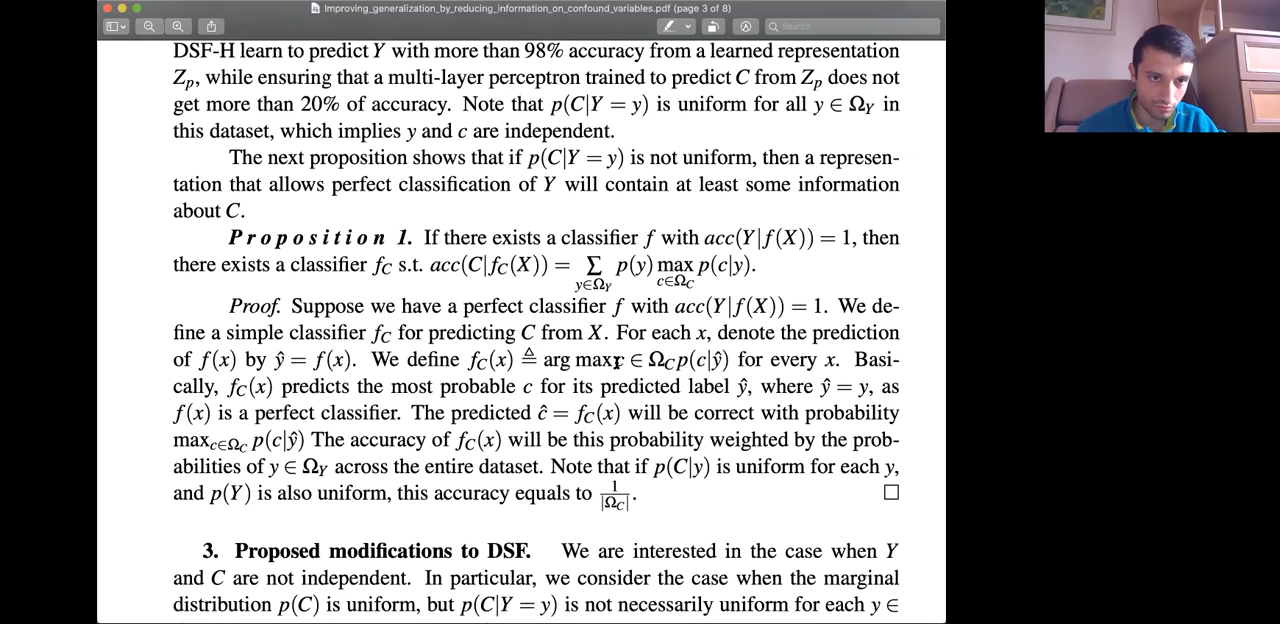 Improving_generalization_by_reducing_information_on_confound_variables.pdf (page 3 of 8)
Search
DSF-H learn to predict Y with more than 98% accuracy from a learned representation
Zₚ, while ensuring that a multi-layer perceptron trained to predict C from Zₚ does not
get more than 20% of accuracy. Note that p(C|Y = y) is uniform for all y ∈ Ω_Y in
this dataset, which implies y and c are independent.
The next proposition shows that if p(C|Y = y) is not uniform, then a represen-
tation that allows perfect classification of Y will contain at least some information
about C.
Proposition 1. If there exists a classifier f with acc(Y|f(X)) = 1, then
there exists a classifier f_C s.t. acc(C|f_C(X)) = ∑_{y∈Ω_Y} p(y) max_{c∈Ω_C} p(c|y).
Proof. Suppose we have a perfect classifier f with acc(Y|f(X)) = 1. We de-
fine a simple classifier f_C for predicting C from X. For each x, denote the prediction
of f(x) by ŷ = f(x). We define f_C(x) ≜ arg max c ∈ Ω_C p(c|ŷ) for every x. Basi-
cally, f_C(x) predicts the most probable c for its predicted label ŷ, where ŷ = y, as
f(x) is a perfect classifier. The predicted ĉ = f_C(x) will be correct with probability
max_{c∈Ω_C} p(c|ŷ) The accuracy of f_C(x) will be this probability weighted by the prob-
abilities of y ∈ Ω_Y across the entire dataset. Note that if p(C|y) is uniform for each y,
and p(Y) is also uniform, this accuracy equals to 1/|Ω_C|. □
3. Proposed modifications to DSF. We are interested in the case when Y
and C are not independent. In particular, we consider the case when the marginal
distribution p(C) is uniform, but p(C|Y = y) is not necessarily uniform for each y ∈